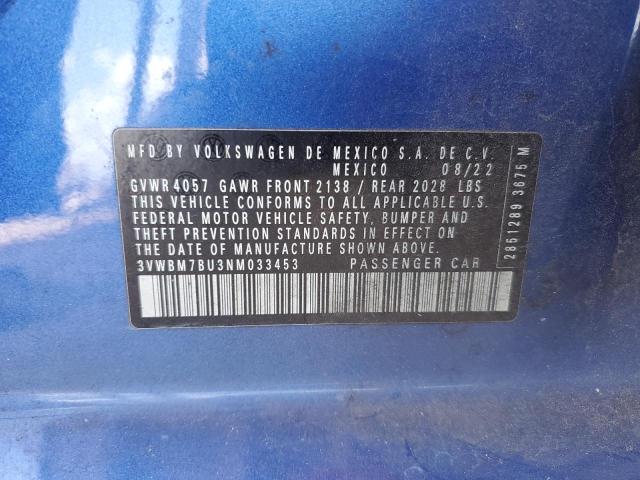 MFD BY VOLKSWAGEN DE MEXICO S.A. DE C.V.
MEXICO 08/22
GVWR 4057 GAWR FRONT 2138 / REAR 2028 LBS
THIS VEHICLE CONFORMS TO ALL APPLICABLE U.S.
FEDERAL MOTOR VEHICLE SAFETY, BUMPER AND
THEFT PREVENTION STANDARDS IN EFFECT ON
THE DATE OF MANUFACTURE SHOWN ABOVE
3VWBM7BU3NM033453 PASSENGER CAR
2851289 3675 M